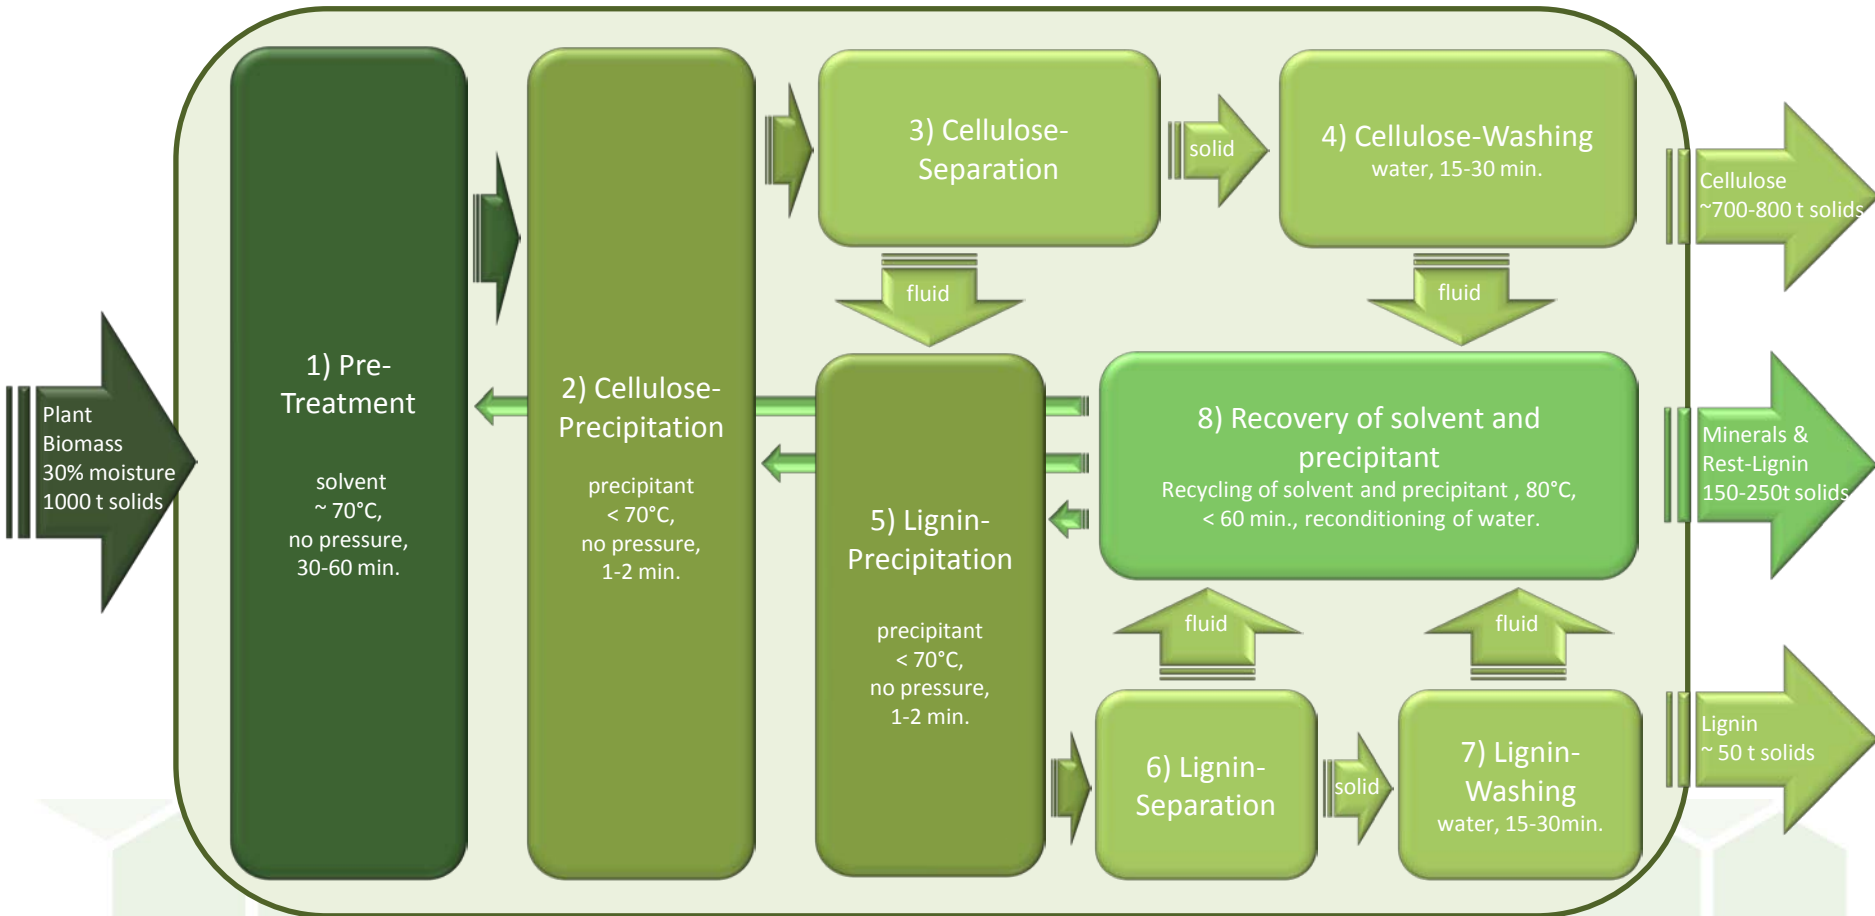 Plant
Biomass
30% moisture
1000 t solids
1) Pre-
Treatment
solvent
~ 70°C,
no pressure,
30-60 min.
2) Cellulose-
Precipitation
precipitant
< 70°C,
no pressure,
1-2 min.
3) Cellulose-
Separation
solid
4) Cellulose-Washing
water, 15-30 min.
Cellulose
~700-800 t solids
fluid
fluid
5) Lignin-
Precipitation
precipitant
< 70°C,
no pressure,
1-2 min.
8) Recovery of solvent and
precipitant
Recycling of solvent and precipitant , 80°C,
< 60 min., reconditioning of water.
Minerals &
Rest-Lignin
150-250t solids
fluid
fluid
6) Lignin-
Separation
solid
7) Lignin-
Washing
water, 15-30min.
Lignin
~ 50 t solids